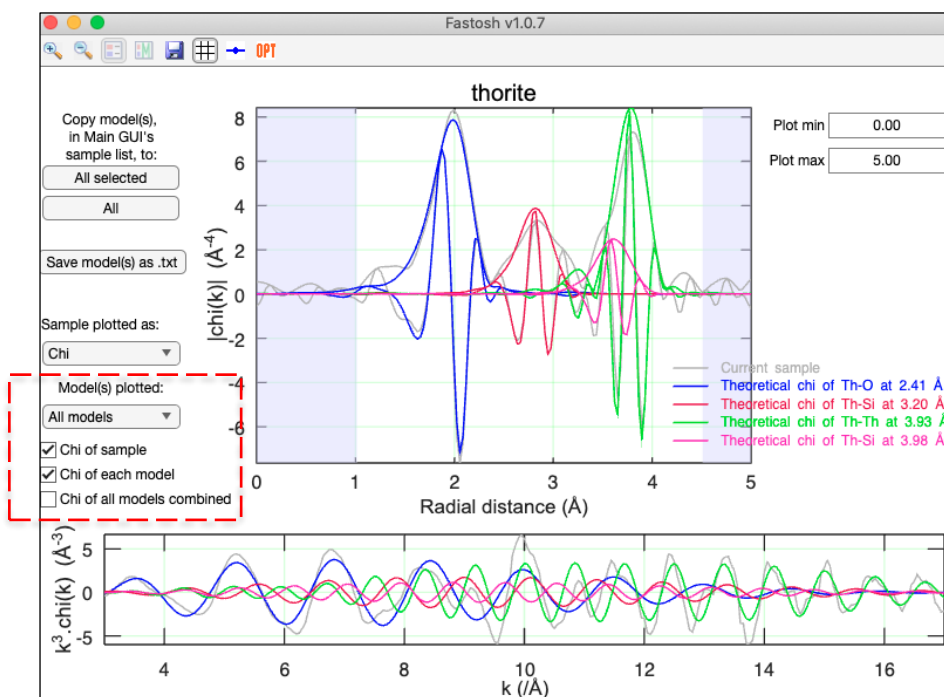 Fastosh v1.0.7
OPT
Copy model(s),
in Main GUI's
sample list, to:
All selected
All
Save model(s) as .txt
Sample plotted as:
Chi
Model(s) plotted:
All models
Chi of sample
Chi of each model
Chi of all models combined
thorite
|chi(k)| (Å-4)
8
6
4
2
0
-2
-4
-6
0 1 2 3 4 5
Radial distance (Å)
Current sample
Theoretical chi of Th-O at 2.41 Å
Theoretical chi of Th-Si at 3.20 Å
Theoretical chi of Th-Th at 3.93 Å
Theoretical chi of Th-Si at 3.98 Å
Plot min 0.00
Plot max 5.00
k3.chi(k) (Å-3)
5
0
-5
4 6 8 10 12 14 16
k (/Å)